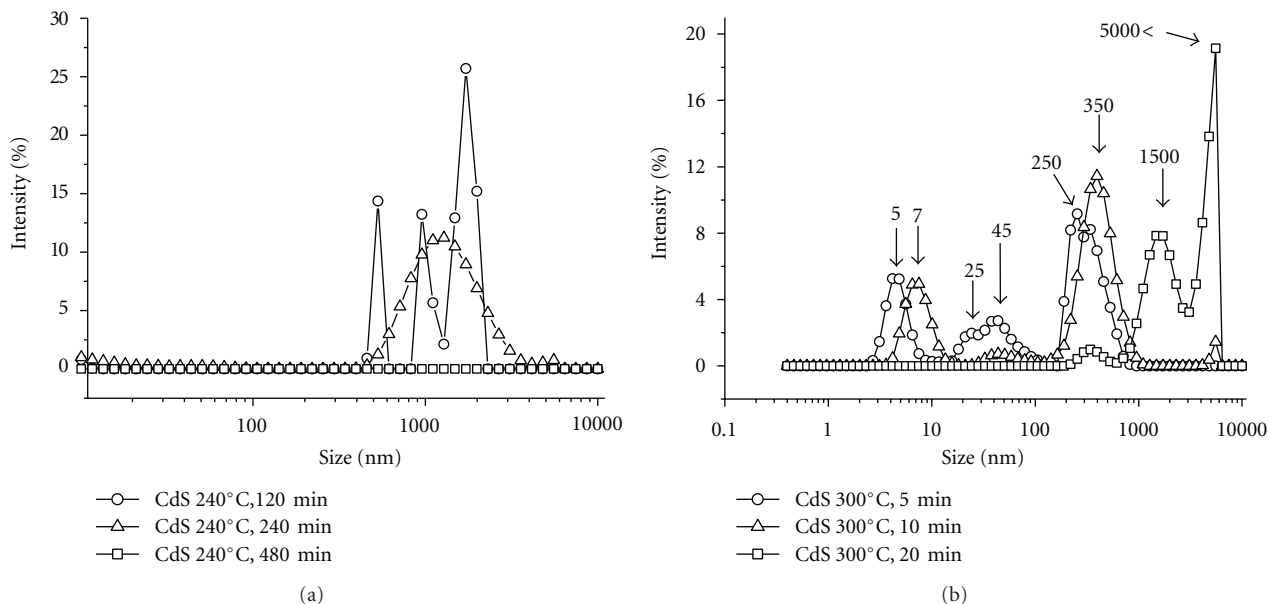 30
25
20
15
10
5
0
Intensity (%)
100
1000
10000
Size (nm)
CdS 240°C, 120 min
CdS 240°C, 240 min
CdS 240°C, 480 min
(a)
20
16
12
8
4
0
Intensity (%)
5000<
350
1500
250
5
7
45
25
0.1
1
10
100
1000
10000
Size (nm)
CdS 300°C, 5 min
CdS 300°C, 10 min
CdS 300°C, 20 min
(b)